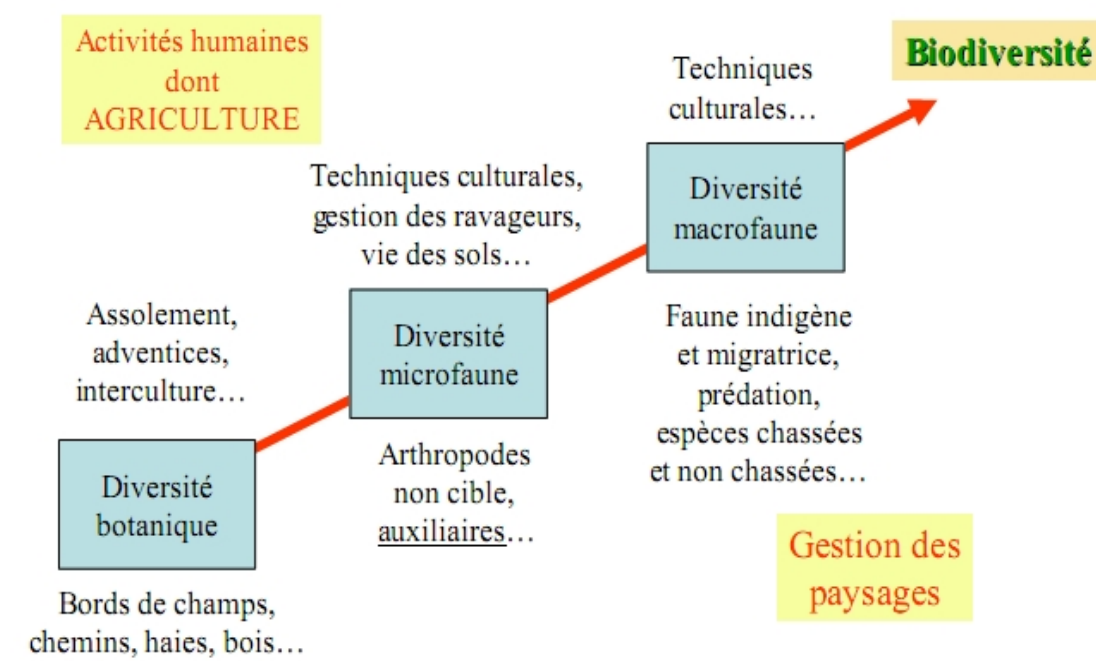 Activités humaines
dont
AGRICULTURE
Biodiversité
Techniques
culturales…
Diversité
macrofaune
Faune indigène
et migratrice,
prédation,
espèces chassées
et non chassées…
Techniques culturales,
gestion des ravageurs,
vie des sols…
Diversité
microfaune
Arthropodes
non cible,
auxiliaires…
Assolement,
adventices,
interculture…
Diversité
botanique
Bords de champs,
chemins, haies, bois…
Gestion des
paysages